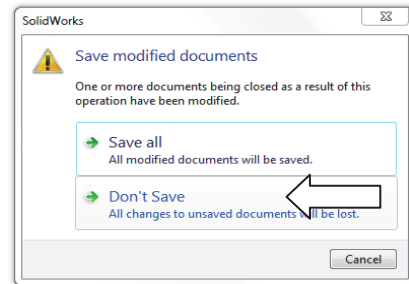 SolidWorks
Save modified documents
One or more documents being closed as a result of this
operation have been modified.
Save all
All modified documents will be saved.
Don't Save
All changes to unsaved documents will be lost.
Cancel